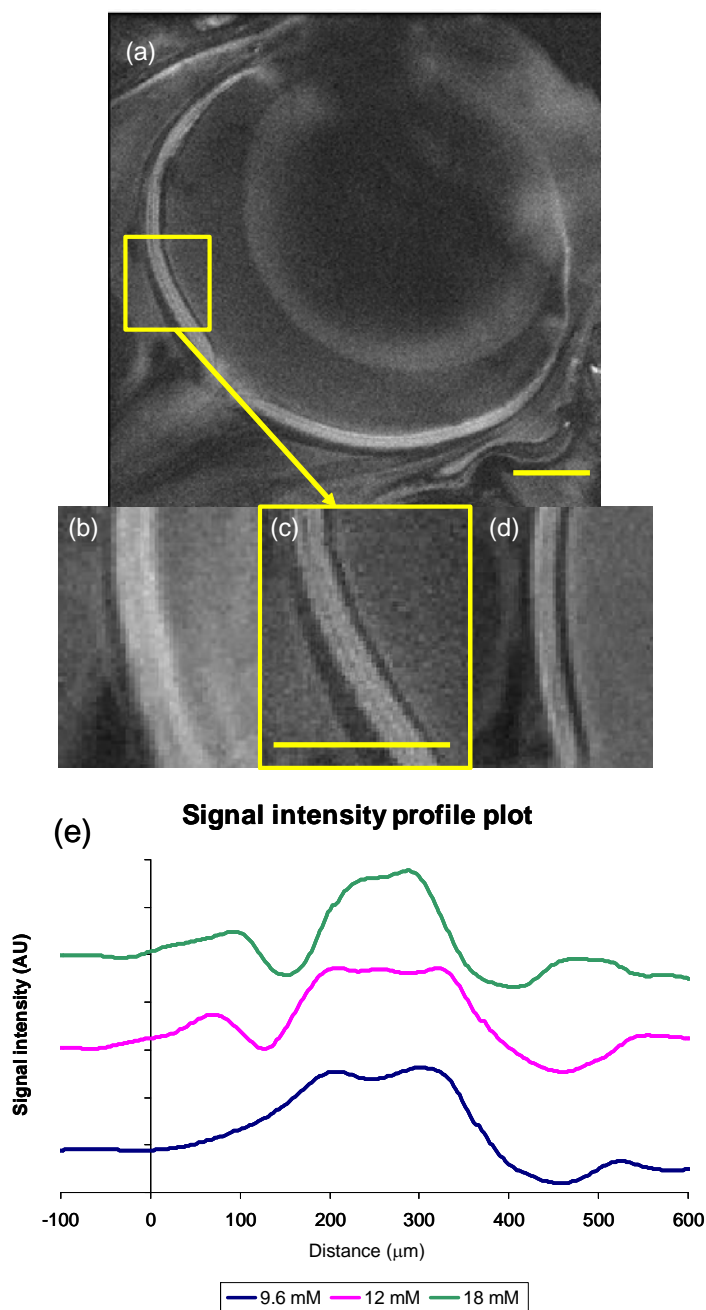 (a)
(b) (c) (d)
(e) Signal intensity profile plot
Signal intensity (AU)
-100 0 100 200 300 400 500 600
Distance (μm)
9.6 mM 12 mM 18 mM